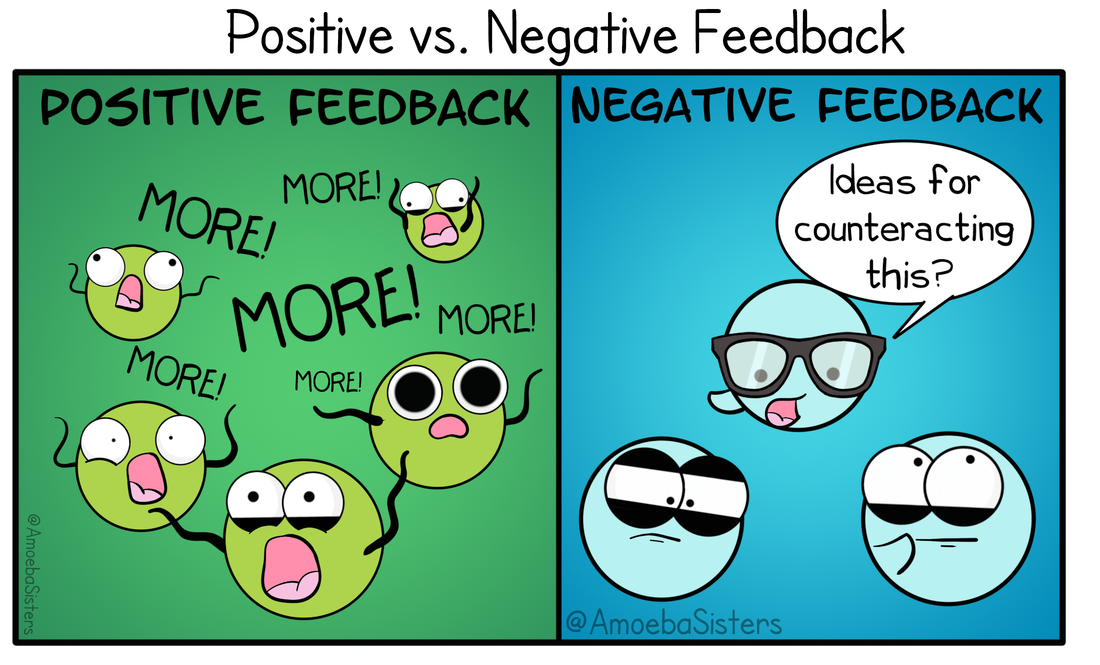 Positive vs. Negative Feedback
POSITIVE FEEDBACK
MORE!
MORE!
MORE!
MORE!
MORE!
MORE!
@AmoebaSisters
NEGATIVE FEEDBACK
Ideas for
counteracting
this?
@AmoebaSisters